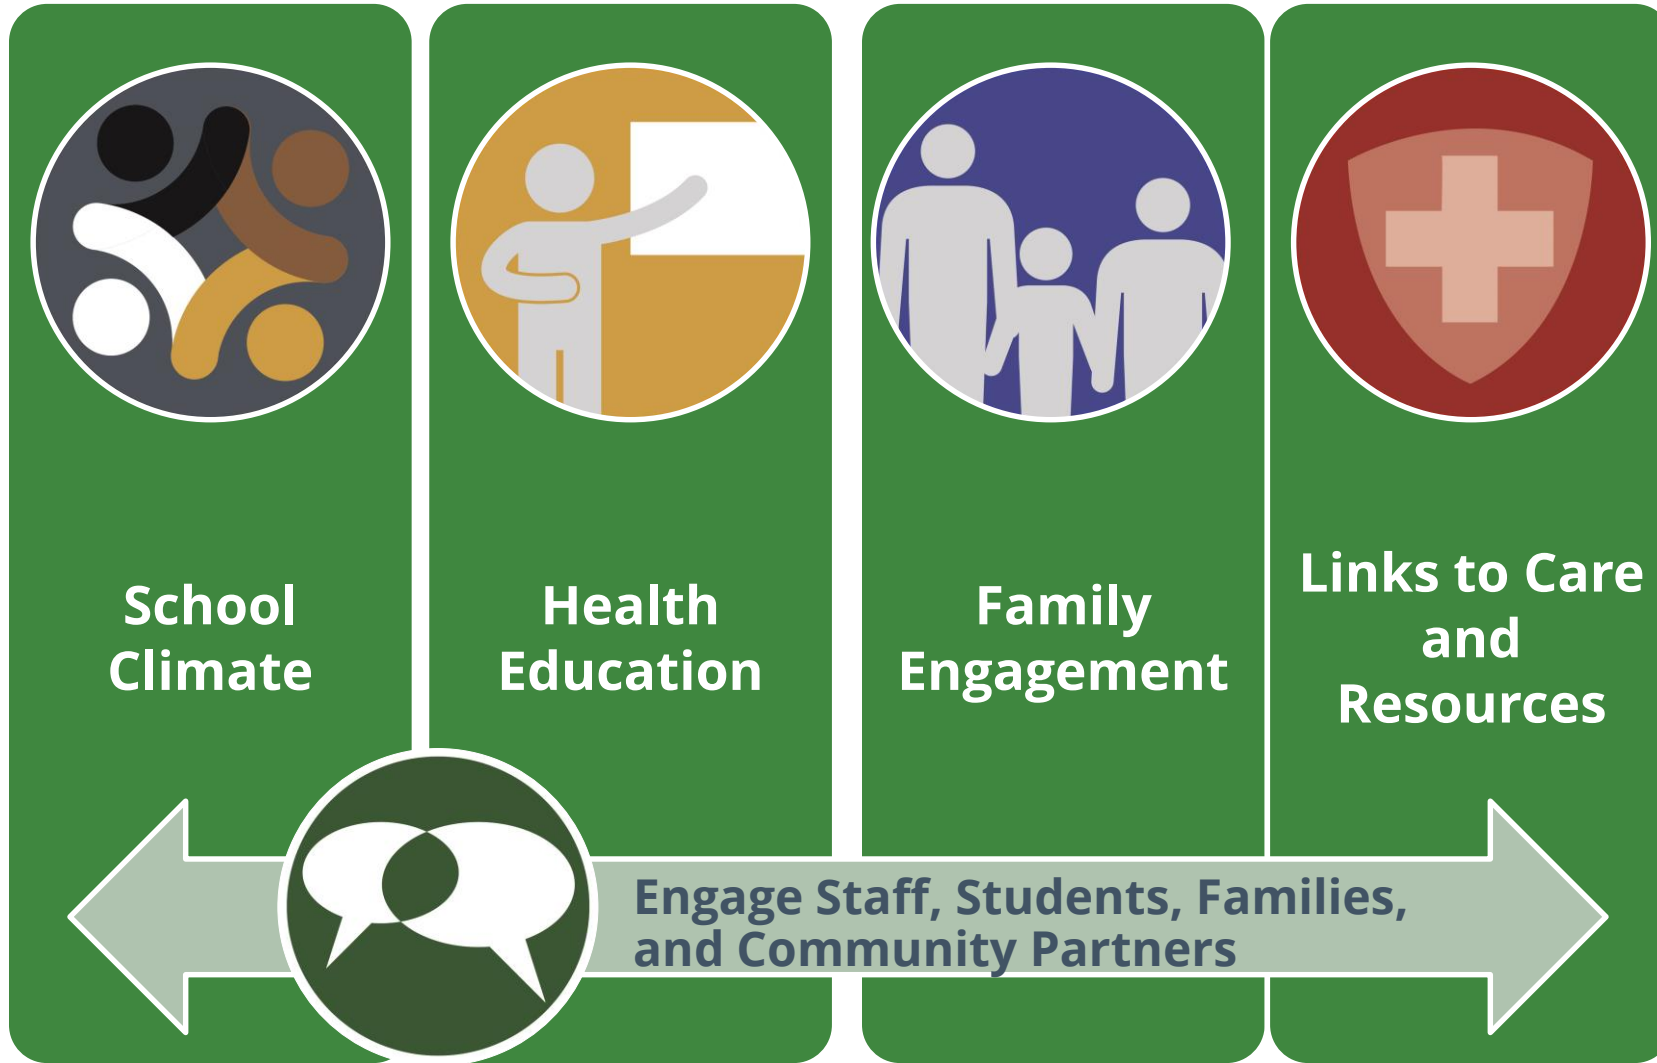 School
Climate
Health
Education
Family
Engagement
Links to Care
and
Resources
Engage Staff, Students, Families,
and Community Partners